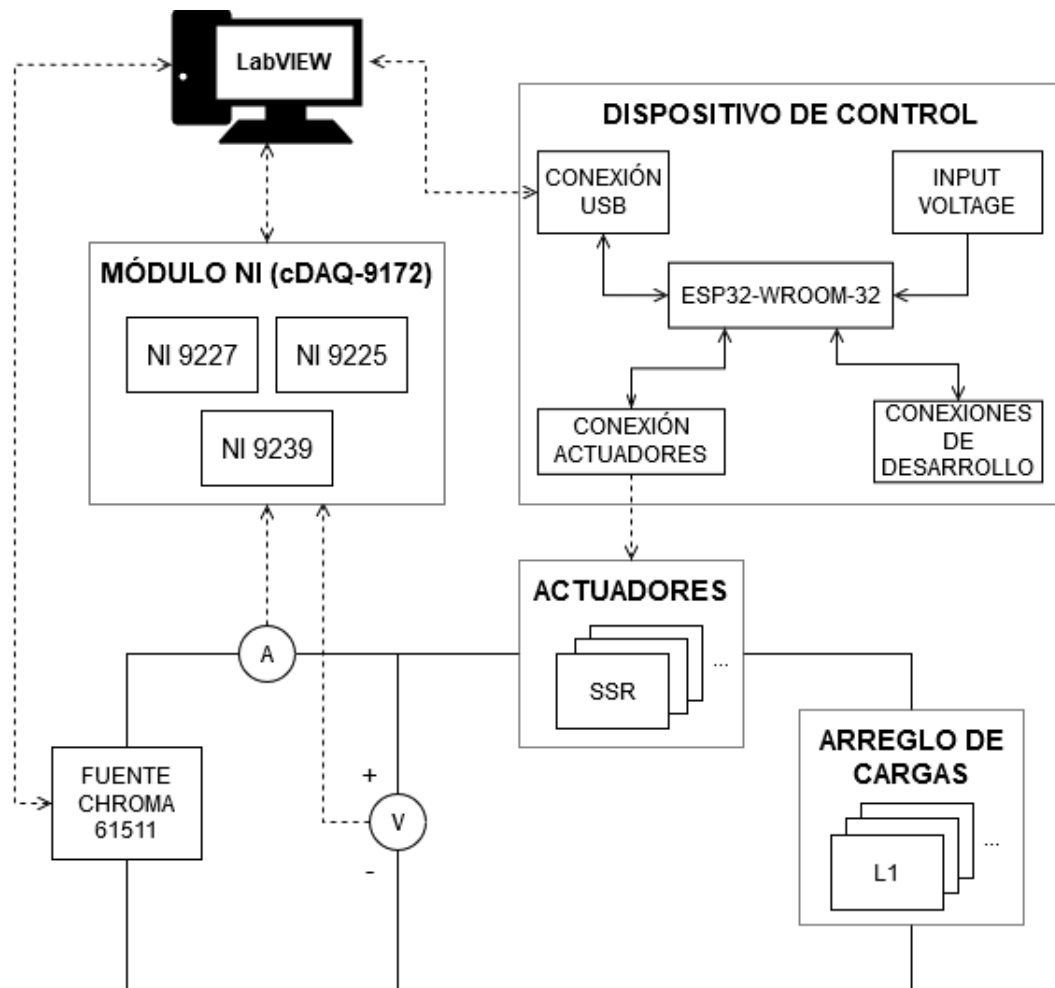 LabVIEW
DISPOSITIVO DE CONTROL
CONEXIÓN
USB
INPUT
VOLTAGE
ESP32-WROOM-32
CONEXIÓN
ACTUADORES
CONEXIONES
DE
DESARROLLO
MÓDULO NI (cDAQ-9172)
NI 9227
NI 9225
NI 9239
ACTUADORES
SSR
...
A
FUENTE
CHROMA
61511
+
V
-
ARREGLO DE
CARGAS
L1
...